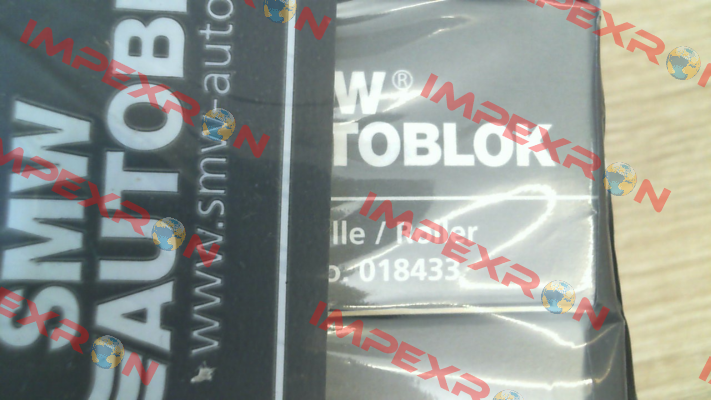 SMW
AUTOBL
www.smw-auto
W®
TOBLOK
lle / Roller
o. 018433
IMPEXRON
IMPEXRON
IMPEXRON
IMPEXRON
IMPEXRON
IMPEXRON